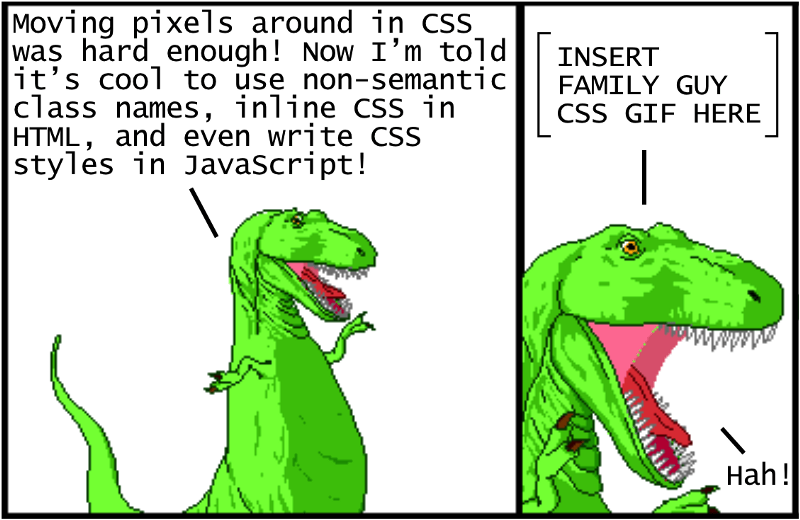 Moving pixels around in CSS
was hard enough! Now I’m told
it’s cool to use non-semantic
class names, inline CSS in
HTML, and even write CSS
styles in JavaScript!
INSERT
FAMILY GUY
CSS GIF HERE
Hah!